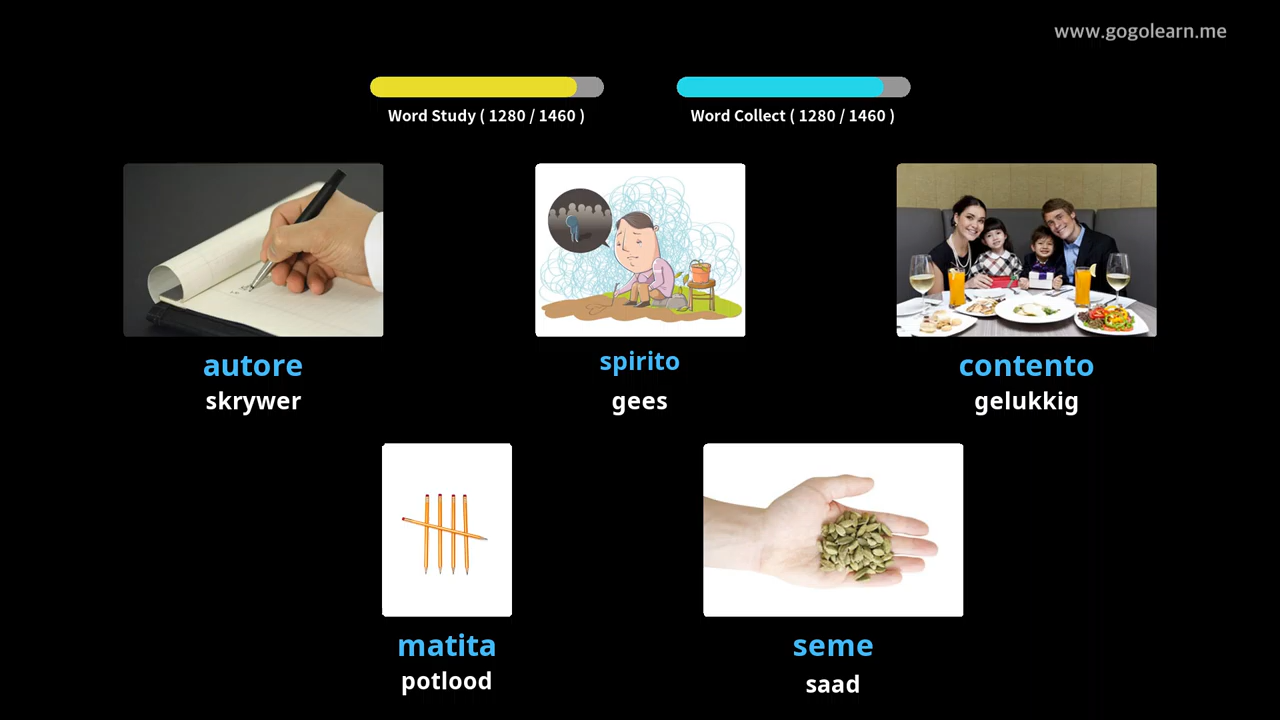 www.gogolearn.me
Word Study ( 1280 / 1460 )
Word Collect ( 1280 / 1460 )
autore
skrywer
spirito
gees
contento
gelukkig
matita
potlood
seme
saad